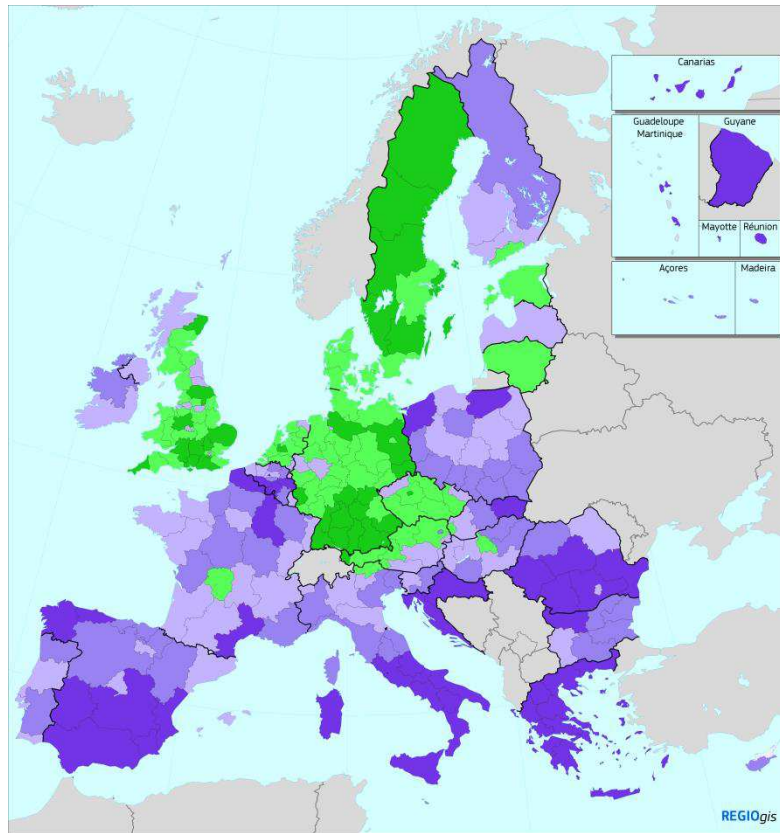 Canarias
Guadeloupe
Martinique
Guyane
Mayotte
Réunion
Açores
Madeira
REGIOgis